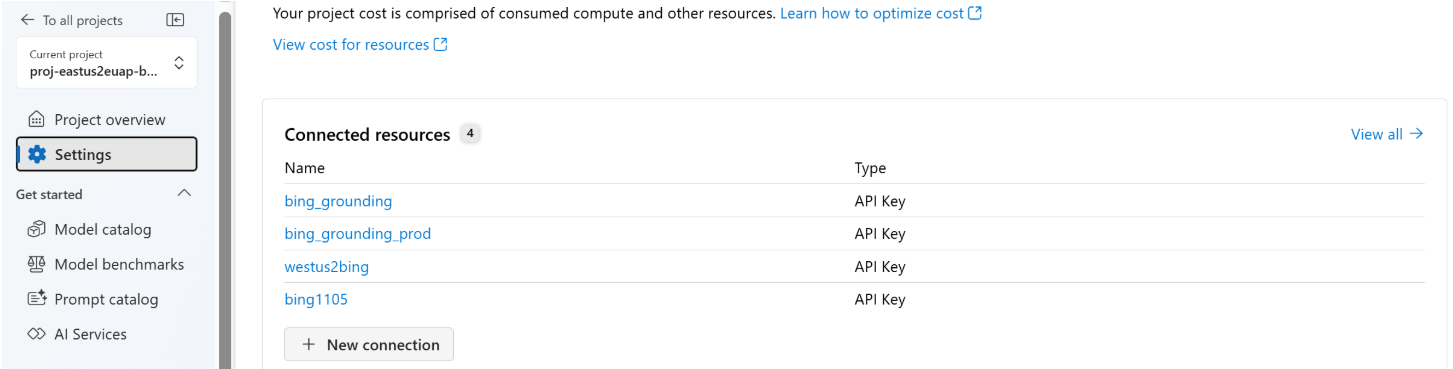 To all projects
Current project
proj-eastus2euap-b...
Project overview
Settings
Get started
Model catalog
Model benchmarks
Prompt catalog
AI Services
Your project cost is comprised of consumed compute and other resources. Learn how to optimize cost
View cost for resources
Connected resources 4
View all
Name Type
bing_grounding API Key
bing_grounding_prod API Key
westus2bing API Key
bing1105 API Key
New connection